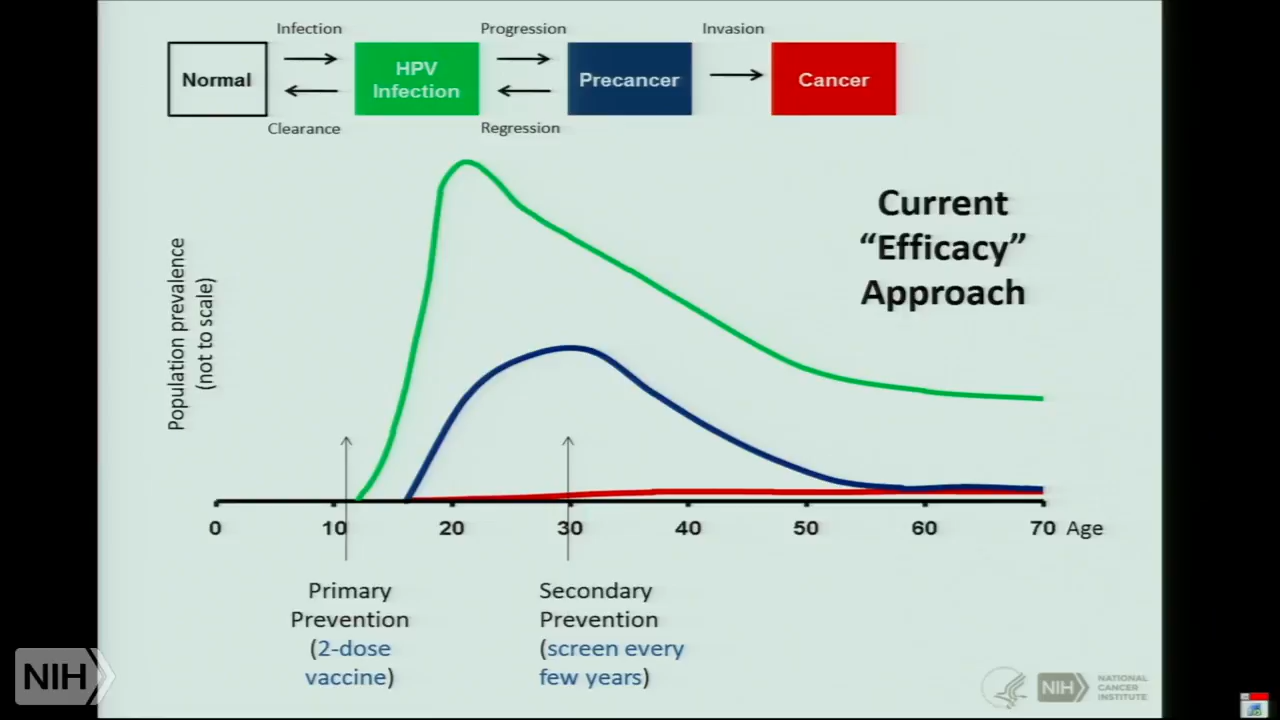 Infection
Progression
Invasion
Normal
HPV
Infection
Precancer
Cancer
Clearance
Regression
Current
“Efficacy”
Approach
Population prevalence
(not to scale)
0 10 20 30 40 50 60 70 Age
Primary
Prevention
(2-dose
vaccine)
Secondary
Prevention
(screen every
few years)
NIH
NIH
NATIONAL
CANCER
INSTITUTE